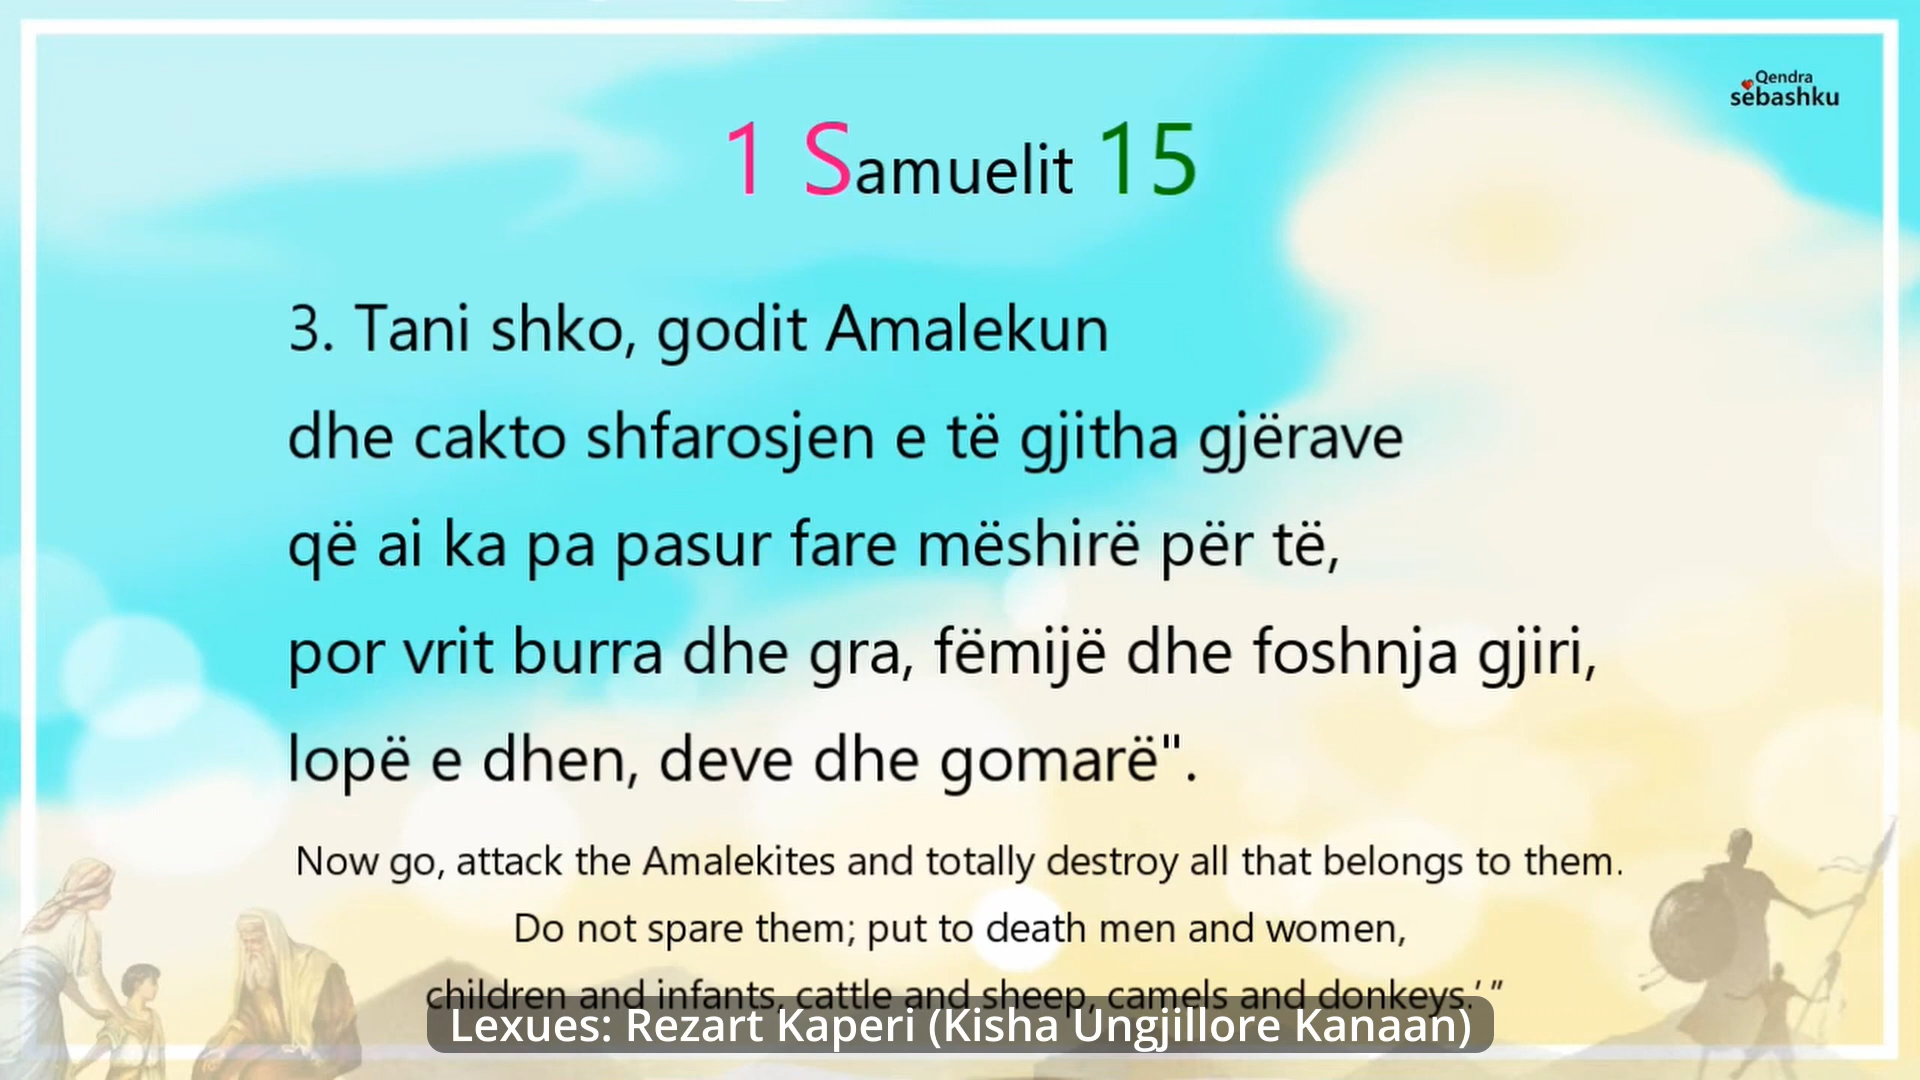 Qendra
sëbashku
1 Samuelit 15
3. Tani shko, godit Amalekun
dhe cakto shfarosjen e të gjitha gjërave
që ai ka pa pasur fare mëshirë për të,
por vrit burra dhe gra, fëmijë dhe foshnja gjiri,
lopë e dhen, deve dhe gomarë".
Now go, attack the Amalekites and totally destroy all that belongs to them.
Do not spare them; put to death men and women,
children and infants, cattle and sheep, camels and donkeys.’ ”
Lexues: Rezart Kaperi (Kisha Ungjillore Kanaan)